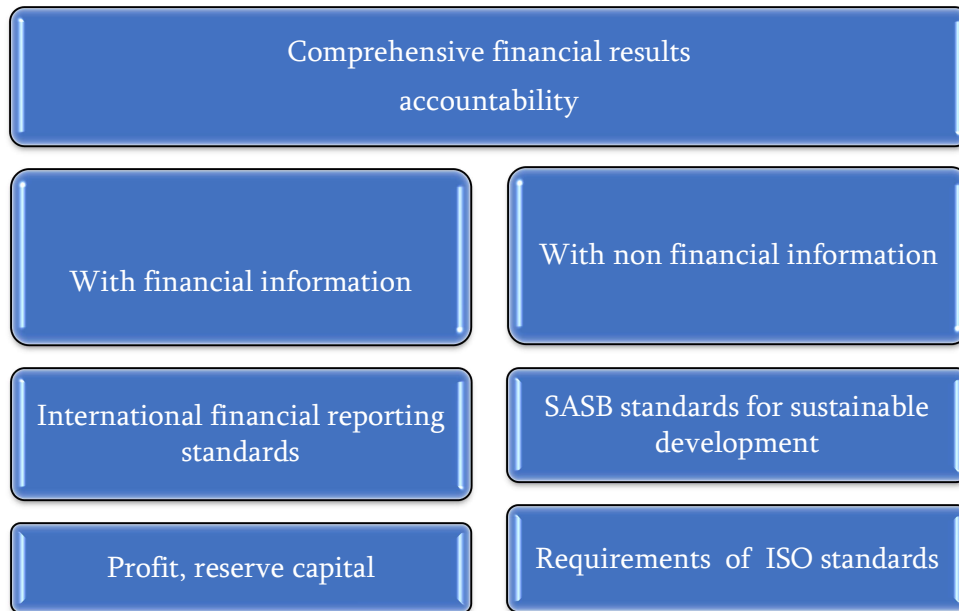 Comprehensive financial results
accountability
With financial information
With non financial information
International financial reporting
standards
SASB standards for sustainable
development
Profit, reserve capital
Requirements of ISO standards